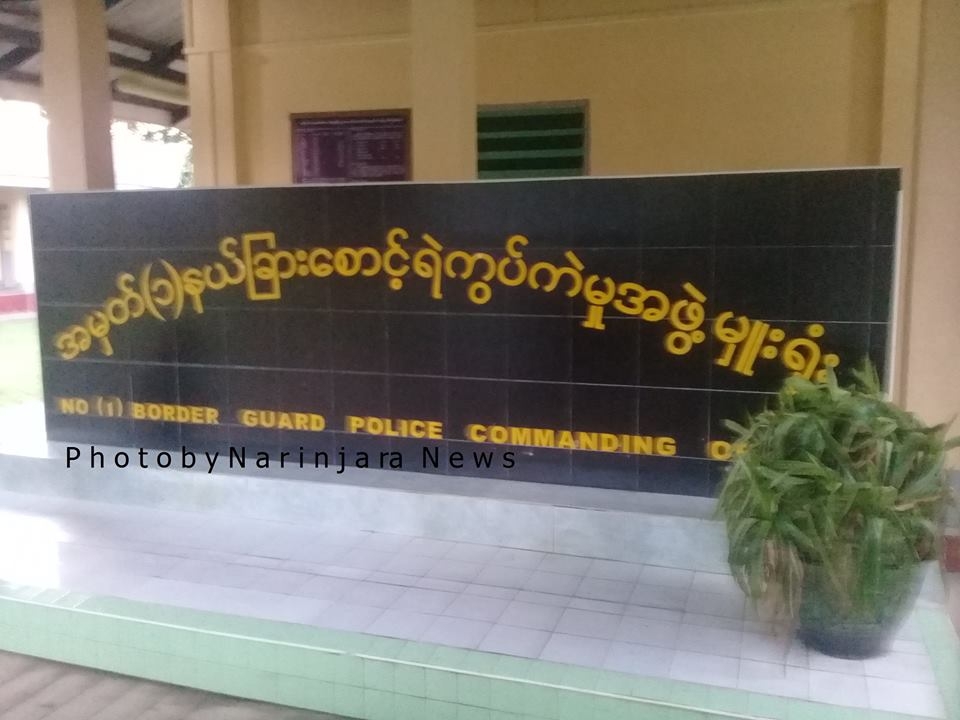 အမှတ်(၁)နယ်ခြားစောင့်ရဲကွပ်ကဲမှုအဖွဲ့ မှူးရုံး
NO (1) BORDER GUARD POLICE COMMANDING
Photo by Narinjara News